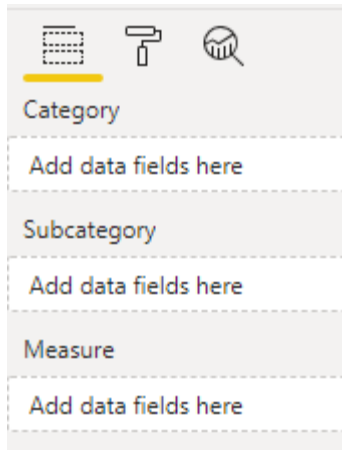 Category
Add data fields here
Subcategory
Add data fields here
Measure
Add data fields here